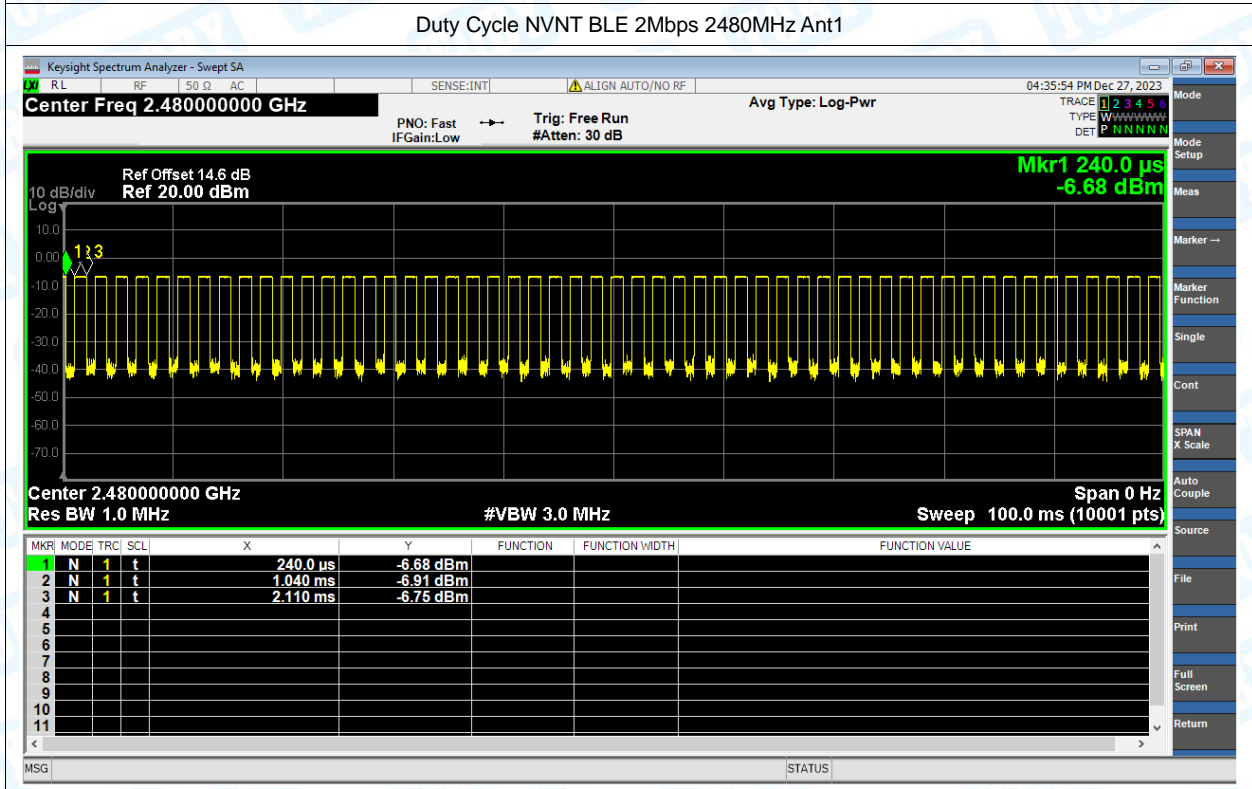 Duty Cycle NVNT BLE 2Mbps 2480MHz Ant1
Keysight Spectrum Analyzer - Swept SA
LXI RL RF 50 Ω AC SENSE:INT ALIGN AUTO/NO RF 04:35:54 PM Dec 27, 2023
Center Freq 2.480000000 GHz Avg Type: Log-Pwr TRACE 1 2 3 4 5 6
PNO: Fast Trig: Free Run TYPE WWWWWWW
IFGain:Low #Atten: 30 dB DET P N N N N N
Mkr1 240.0 µs
-6.68 dBm
Ref Offset 14.6 dB
10 dB/div Ref 20.00 dBm
Log
10.0
0.00
-10.0
-20.0
-30.0
-40.0
-50.0
-60.0
-70.0
1 3
Center 2.480000000 GHz Span 0 Hz
Res BW 1.0 MHz #VBW 3.0 MHz Sweep 100.0 ms (10001 pts)
MKR MODE TRC SCL X Y FUNCTION FUNCTION WIDTH FUNCTION VALUE
1 N 1 t 240.0 µs -6.68 dBm
2 N 1 t 1.040 ms -6.91 dBm
3 N 1 t 2.110 ms -6.75 dBm
4
5
6
7
8
9
10
11
MSG STATUS
Mode
Mode
Setup
Meas
Marker →
Marker
Function
Single
Cont
SPAN
X Scale
Auto
Couple
Source
File
Print
Full
Screen
Return